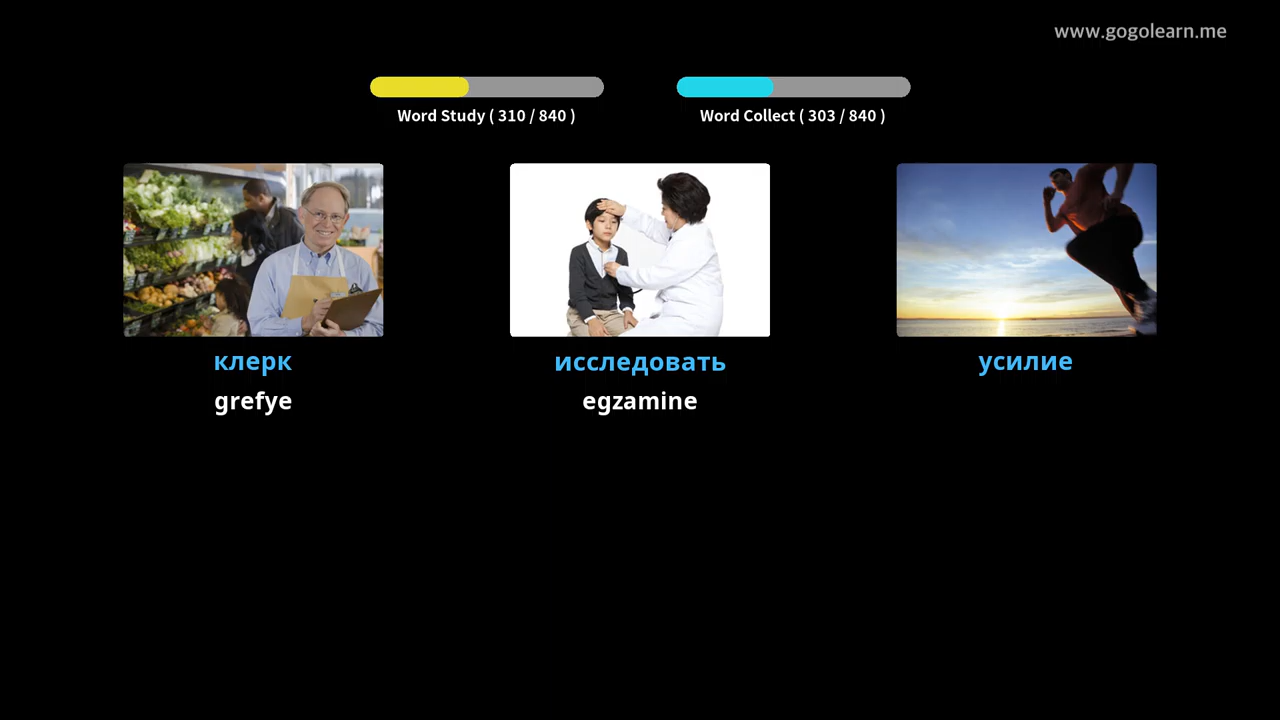 www.gogolearn.me
Word Study ( 310 / 840 )
Word Collect ( 303 / 840 )
клерк
исследовать
усилие
grefye
egzamine